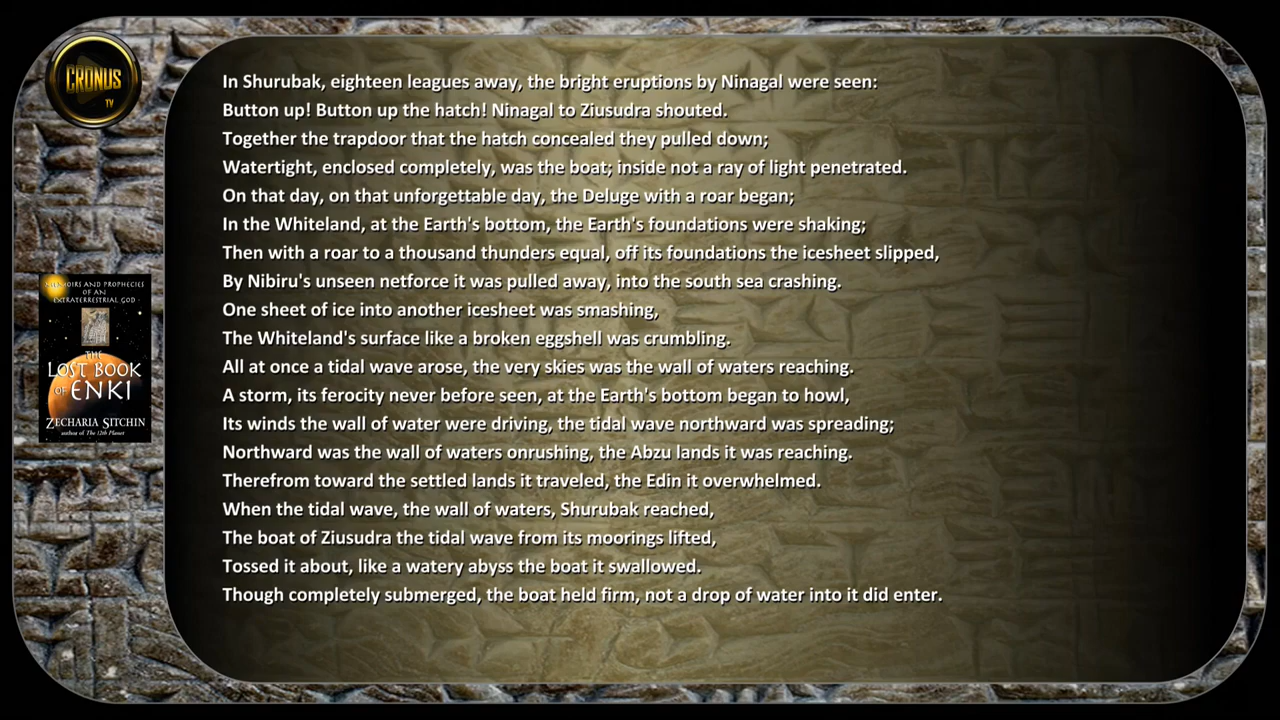 CRONUS
TV
In Shurubak, eighteen leagues away, the bright eruptions by Ninagal were seen:
Button up! Button up the hatch! Ninagal to Ziusudra shouted.
Together the trapdoor that the hatch concealed they pulled down;
Watertight, enclosed completely, was the boat; inside not a ray of light penetrated.
On that day, on that unforgettable day, the Deluge with a roar began;
In the Whiteland, at the Earth's bottom, the Earth's foundations were shaking;
Then with a roar to a thousand thunders equal, off its foundations the icesheet slipped,
By Nibiru's unseen netforce it was pulled away, into the south sea crashing.
One sheet of ice into another icesheet was smashing,
The Whiteland's surface like a broken eggshell was crumbling.
All at once a tidal wave arose, the very skies was the wall of waters reaching.
A storm, its ferocity never before seen, at the Earth's bottom began to howl,
Its winds the wall of water were driving, the tidal wave northward was spreading;
Northward was the wall of waters onrushing, the Abzu lands it was reaching.
Therefrom toward the settled lands it traveled, the Edin it overwhelmed.
When the tidal wave, the wall of waters, Shurubak reached,
The boat of Ziusudra the tidal wave from its moorings lifted,
Tossed it about, like a watery abyss the boat it swallowed.
Though completely submerged, the boat held firm, not a drop of water into it did enter.
MEMOIRS AND PROPHECIES
OF AN
EXTRATERRESTRIAL GOD
THE
LOST BOOK
OF ENKI
ZECHARIA SITCHIN
author of The 12th Planet